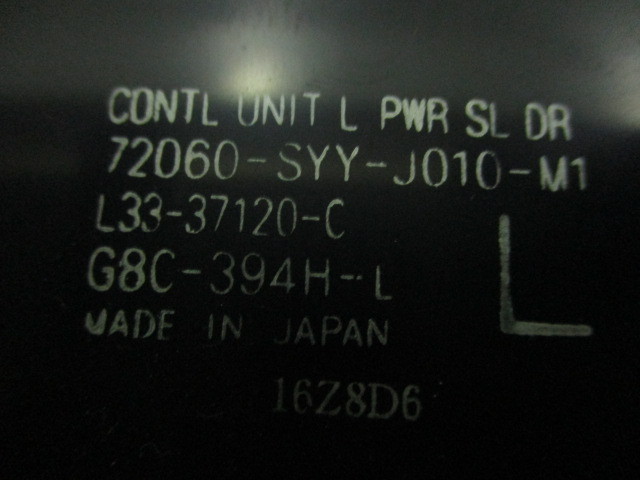 CONTL UNIT L PWR SL DR
72060-SYY-J010-M1
L33-37120-C
G8C-394H-L
L
MADE IN JAPAN
16Z8D6